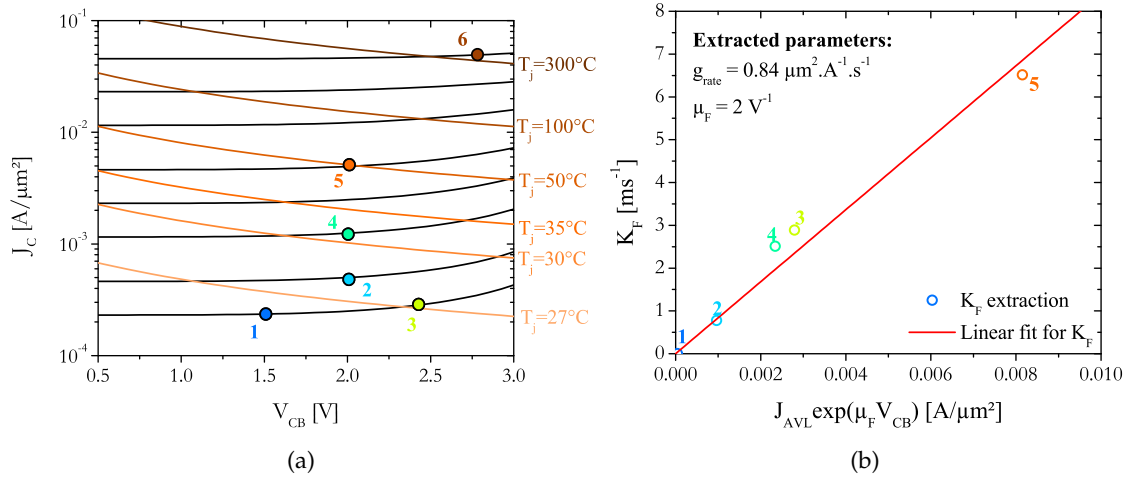 10⁻¹
10⁻²
10⁻³
10⁻⁴
J_C [A/μm²]
6
5
4
2
1
3
T_j=300°C
T_j=100°C
T_j=50°C
T_j=35°C
T_j=30°C
T_j=27°C
0.5 1.0 1.5 2.0 2.5 3.0
V_CB [V]
(a)
8
7
6
5
4
3
2
1
0
K_F [ms⁻¹]
Extracted parameters:
g_rate = 0.84 μm².A⁻¹.s⁻¹
μ_F = 2 V⁻¹
5
3
4
2
1
K_F extraction
Linear fit for K_F
0.000 0.002 0.004 0.006 0.008 0.010
J_AVL exp(μ_F V_CB) [A/μm²]
(b)